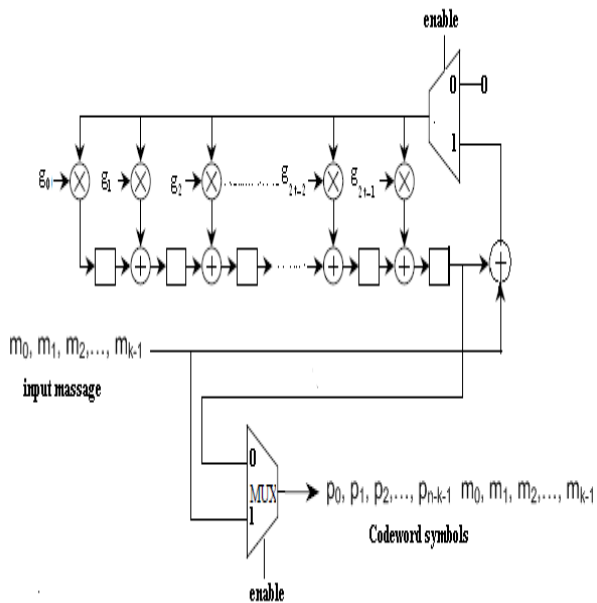 enable
0 0
1
g0 g1 g2 ........... g2t-2 g2t-1
m0, m1, m2,..., mk-1
input massage
0
MUX
1
p0, p1, p2,..., pn-k-1 m0, m1, m2,..., mk-1
Codeword symbols
enable